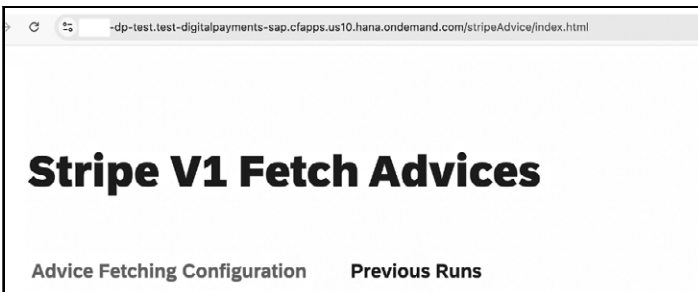 -dp-test.test-digitalpayments-sap.cfapps.us10.hana.ondemand.com/stripeAdvice/index.html
Stripe V1 Fetch Advices
Advice Fetching Configuration Previous Runs